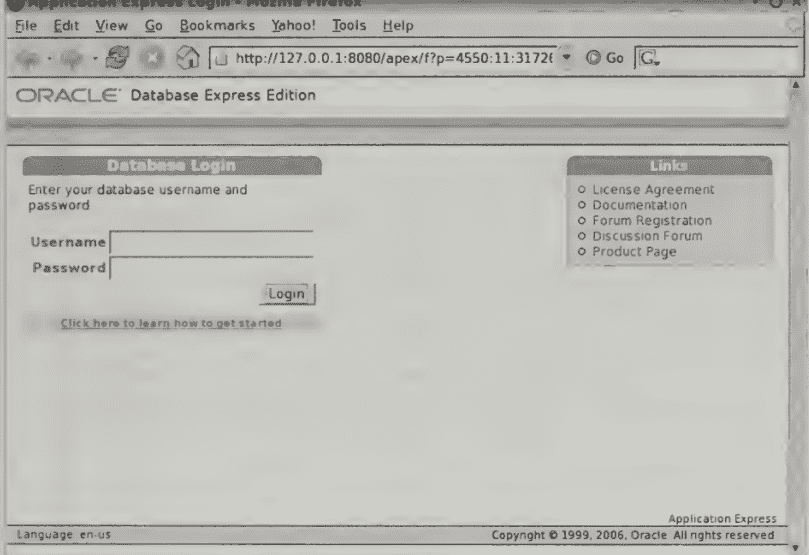 Application Express Login - Mozilla Firefox
File Edit View Go Bookmarks Yahoo! Tools Help
http://127.0.0.1:8080/apex/f?p=4550:11:31726 Go G
ORACLE Database Express Edition
Database Login
Enter your database username and
password
Username
Password
Login
Click here to learn how to get started
Links
License Agreement
Documentation
Forum Registration
Discussion Forum
Product Page
Application Express
Language: en-us
Copyright © 1999, 2006, Oracle. All rights reserved.